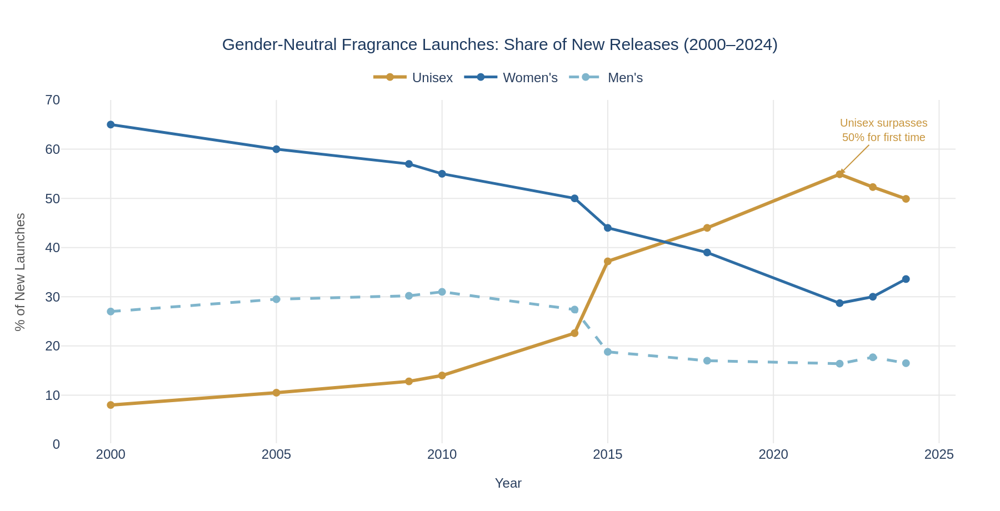 Gender-Neutral Fragrance Launches: Share of New Releases (2000–2024)
Unisex Women's Men's
70
60
50
40
30
20
10
0
% of New Launches
Unisex surpasses
50% for first time
2000 2005 2010 2015 2020 2025
Year